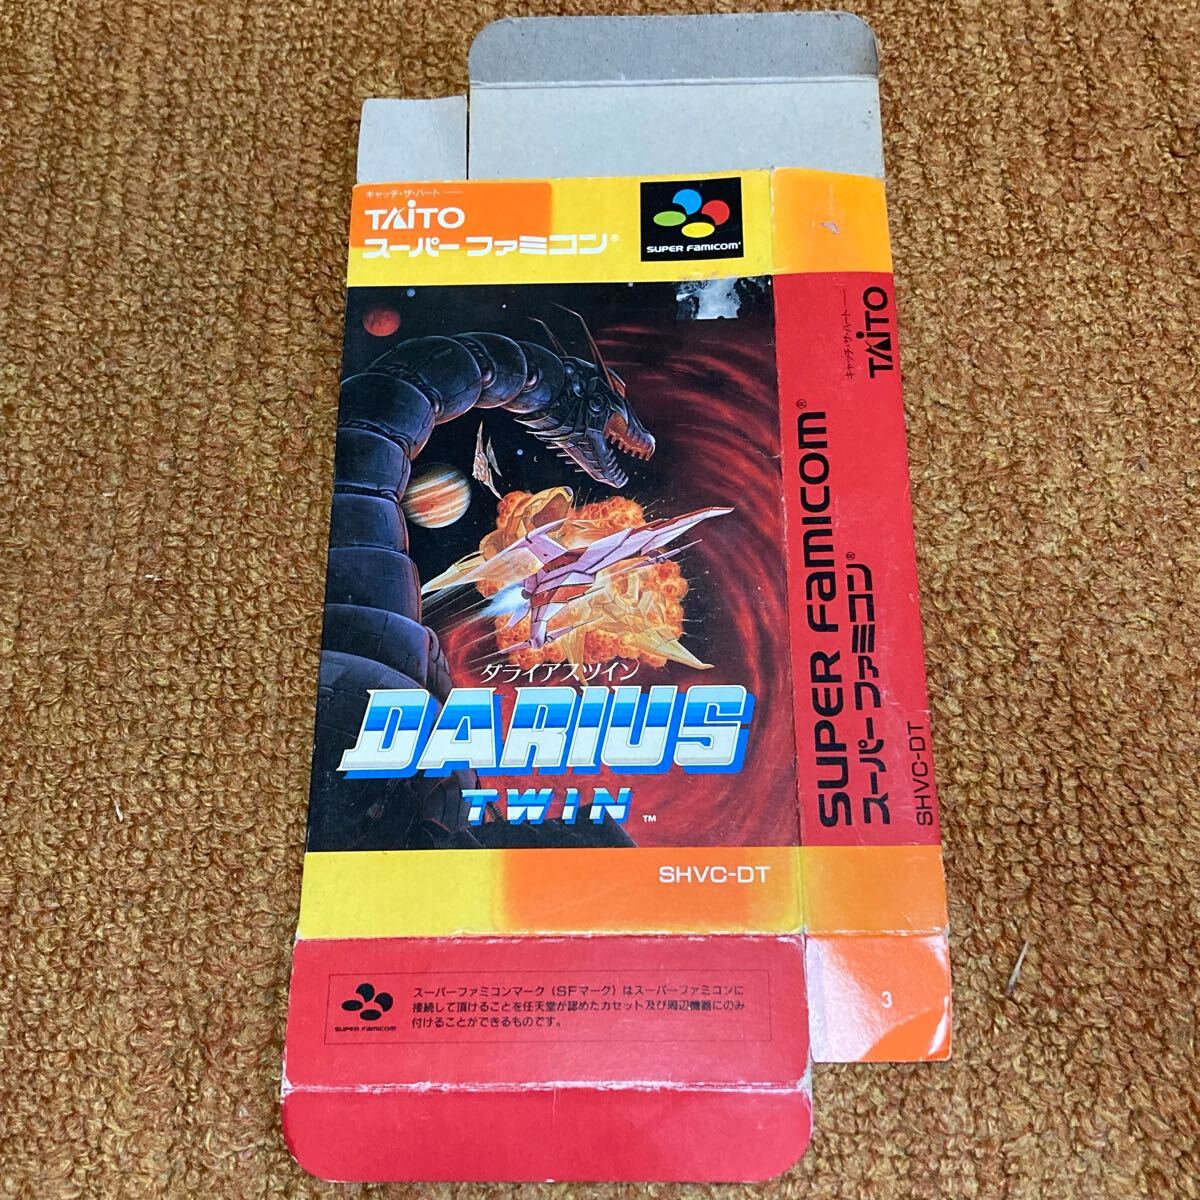 キャッチ・ザ・ハート
TAITO
スーパーファミコン®
SUPER FAMICOM®
ダライアスツイン
DARIUS
TWIN™
SHVC-DT
スーパーファミコンマーク(SFマーク)はスーパーファミコンに
接続して頂けることを任天堂が認めたカセット及び周辺機器にのみ
付けることができるものです。
SUPER FAMICOM
キャッチ・ザ・ハート
TAITO
SUPER FAMICOM®
スーパーファミコン®
SHVC-DT
3